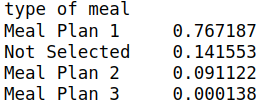 type of meal
Meal Plan 1     0.767187
Not Selected    0.141553
Meal Plan 2     0.091122
Meal Plan 3     0.000138